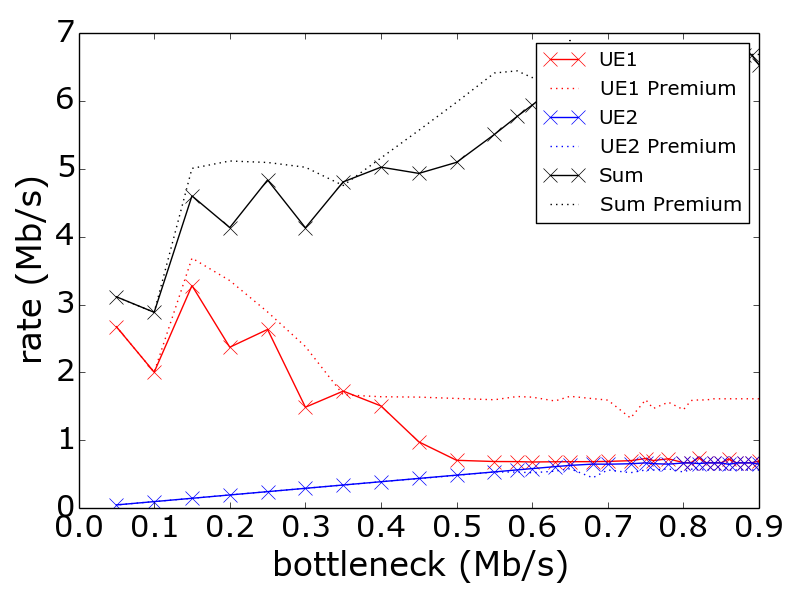 7
6
5
4
3
2
1
0
rate (Mb/s)
UE1
UE1 Premium
UE2
UE2 Premium
Sum
Sum Premium
0.0 0.1 0.2 0.3 0.4 0.5 0.6 0.7 0.8 0.9
bottleneck (Mb/s)